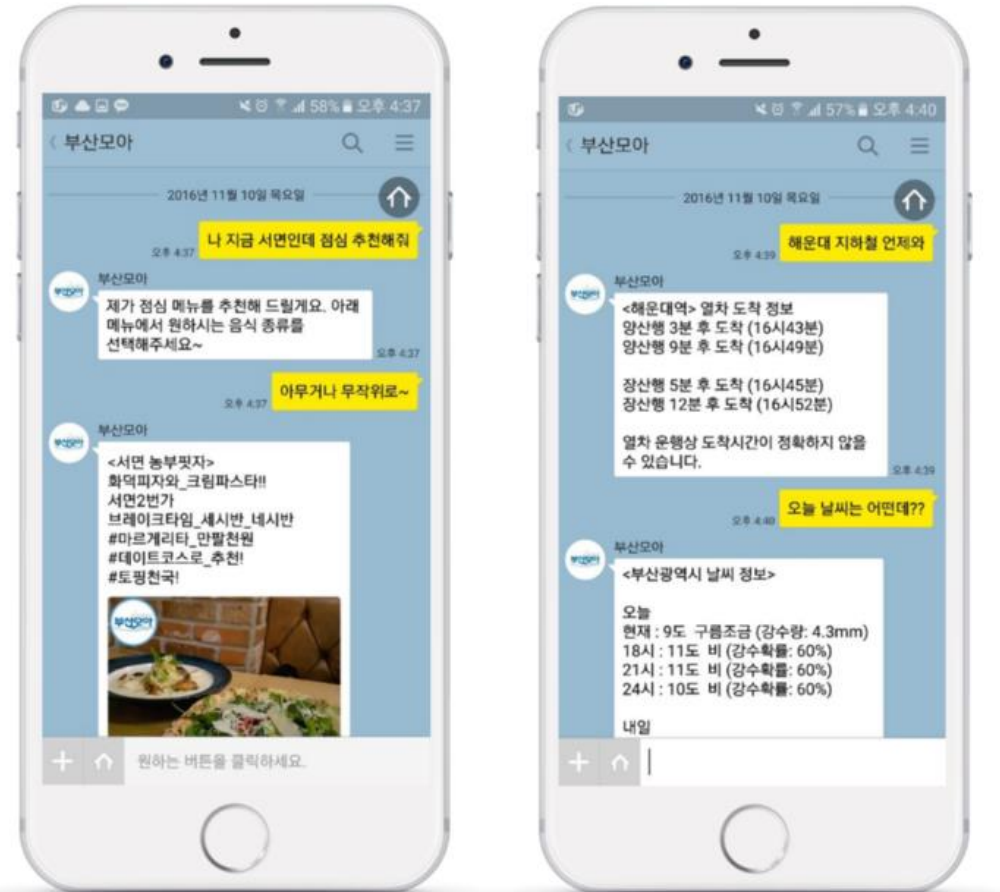 58% 오후 4:37
부산모아
2016년 11월 10일 목요일
나 지금 서면인데 점심 추천해줘
오후 4:37
부산모아
부산모아
제가 점심 메뉴를 추천해 드릴게요. 아래
메뉴에서 원하시는 음식 종류를
선택해주세요~
오후 4:37
아무거나 무작위로~
오후 4:37
부산모아
부산모아
<서면 농부핏자>
화덕피자와_크림파스타!!
서면2번가
브레이크타임_세시반_네시반
#마르게리타_만팔천원
#데이트코스로_추천!
#토핑천국!
부산모아
원하는 버튼을 클릭하세요.
57% 오후 4:40
부산모아
2016년 11월 10일 목요일
해운대 지하철 언제와
오후 4:39
부산모아
부산모아
<해운대역> 열차 도착 정보
양산행 3분 후 도착 (16시43분)
양산행 9분 후 도착 (16시49분)
장산행 5분 후 도착 (16시45분)
장산행 12분 후 도착 (16시52분)
열차 운행상 도착시간이 정확하지 않을
수 있습니다.
오후 4:39
오늘 날씨는 어떤데??
오후 4:40
부산모아
부산모아
<부산광역시 날씨 정보>
오늘
현재 : 9도 구름조금 (강수량: 4.3mm)
18시 : 11도 비 (강수확률: 60%)
21시 : 11도 비 (강수확률: 60%)
24시 : 10도 비 (강수확률: 60%)
내일